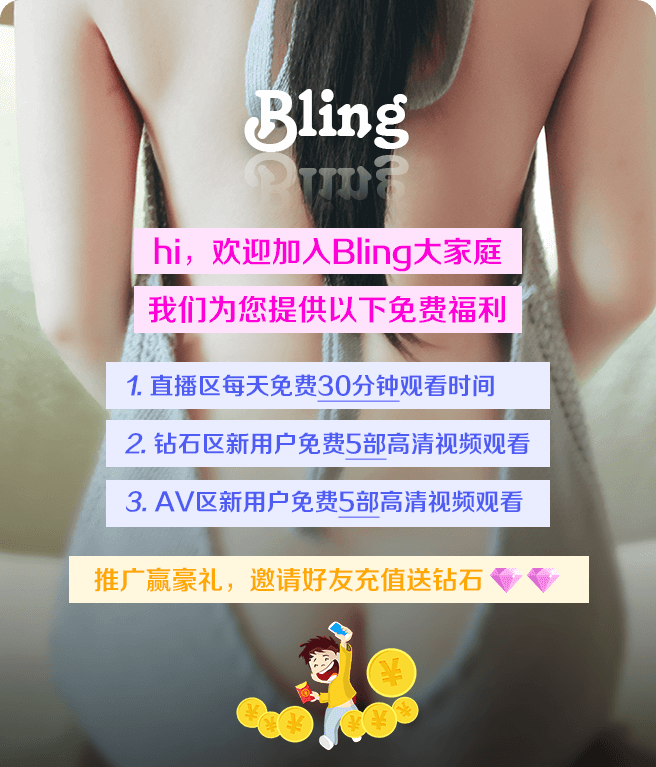 Bling
hi，欢迎加入Bling大家庭
我们为您提供以下免费福利
1. 直播区每天免费30分钟观看时间
2. 钻石区新用户免费5部高清视频观看
3. AV区新用户免费5部高清视频观看
推广赢豪礼，邀请好友充值送钻石